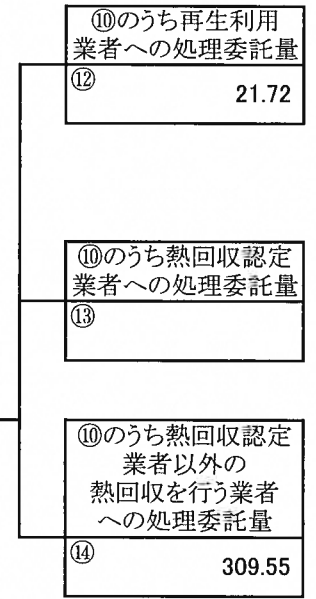 ⑩のうち再生利用
業者への処理委託量
⑫
21.72
⑩のうち熱回収認定
業者への処理委託量
⑬
⑩のうち熱回収認定
業者以外の
熱回収を行う業者
への処理委託量
⑭
309.55